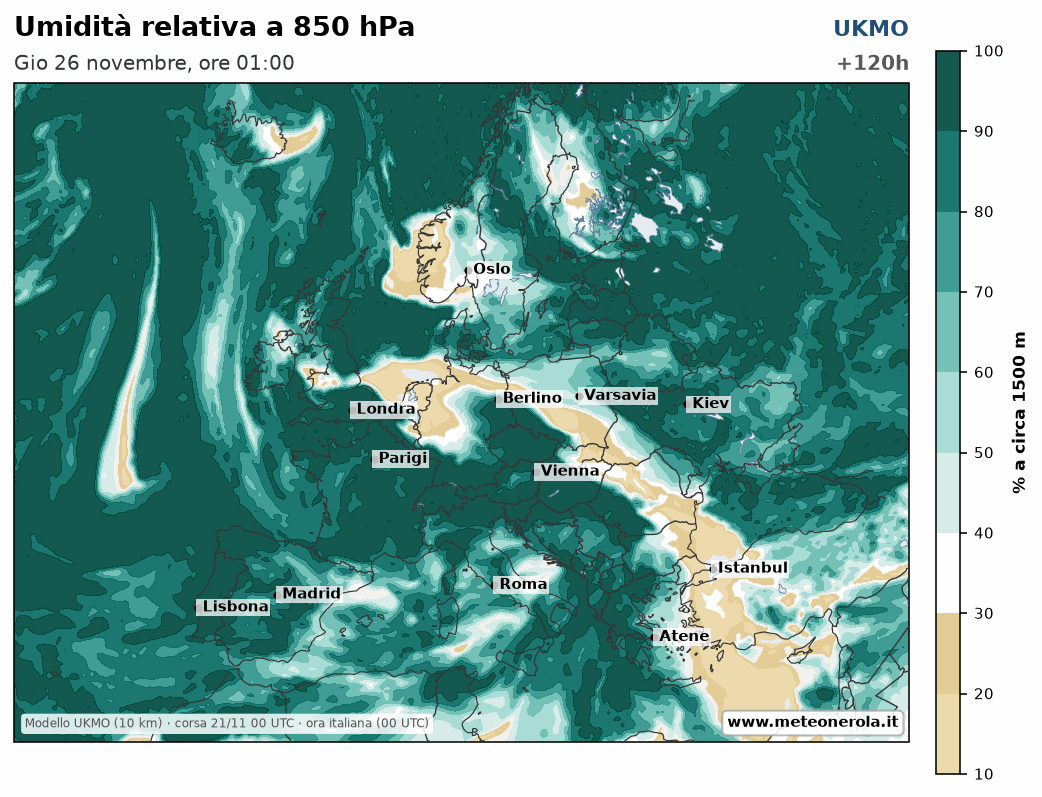 Umidità relativa a 850 hPa
UKMO
Gio 26 novembre, ore 01:00
+120h
100
90
80
70
60
50
40
30
20
10
% a circa 1500 m
Oslo
Londra
Berlino
Varsavia
Kiev
Parigi
Vienna
Istanbul
Roma
Madrid
Lisbona
Atene
Modello UKMO (10 km) · corsa 21/11 00 UTC · ora italiana (00 UTC)
www.meteonerola.it